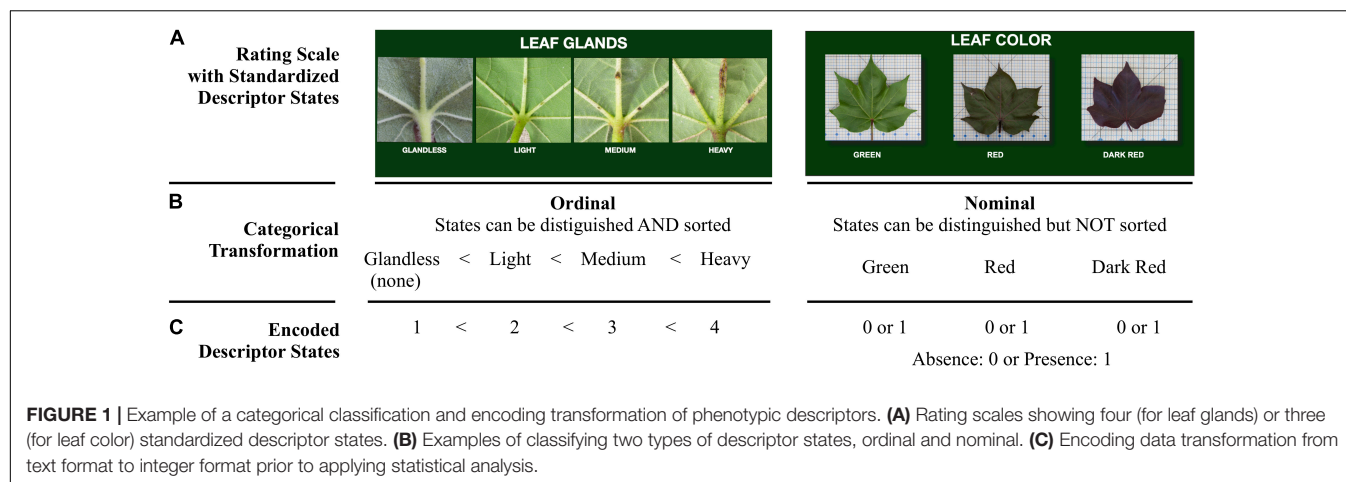 A
Rating Scale
with Standardized
Descriptor States
LEAF GLANDS
GLANDLESS LIGHT MEDIUM HEAVY
LEAF COLOR
GREEN RED DARK RED
B
Categorical
Transformation
Ordinal
States can be distiguished AND sorted
Glandless < Light < Medium < Heavy
(none)
Nominal
States can be distinguished but NOT sorted
Green Red Dark Red
C
Encoded
Descriptor States
1 < 2 < 3 < 4
0 or 1 0 or 1 0 or 1
Absence: 0 or Presence: 1
FIGURE 1 | Example of a categorical classification and encoding transformation of phenotypic descriptors. (A) Rating scales showing four (for leaf glands) or three
(for leaf color) standardized descriptor states. (B) Examples of classifying two types of descriptor states, ordinal and nominal. (C) Encoding data transformation from
text format to integer format prior to applying statistical analysis.